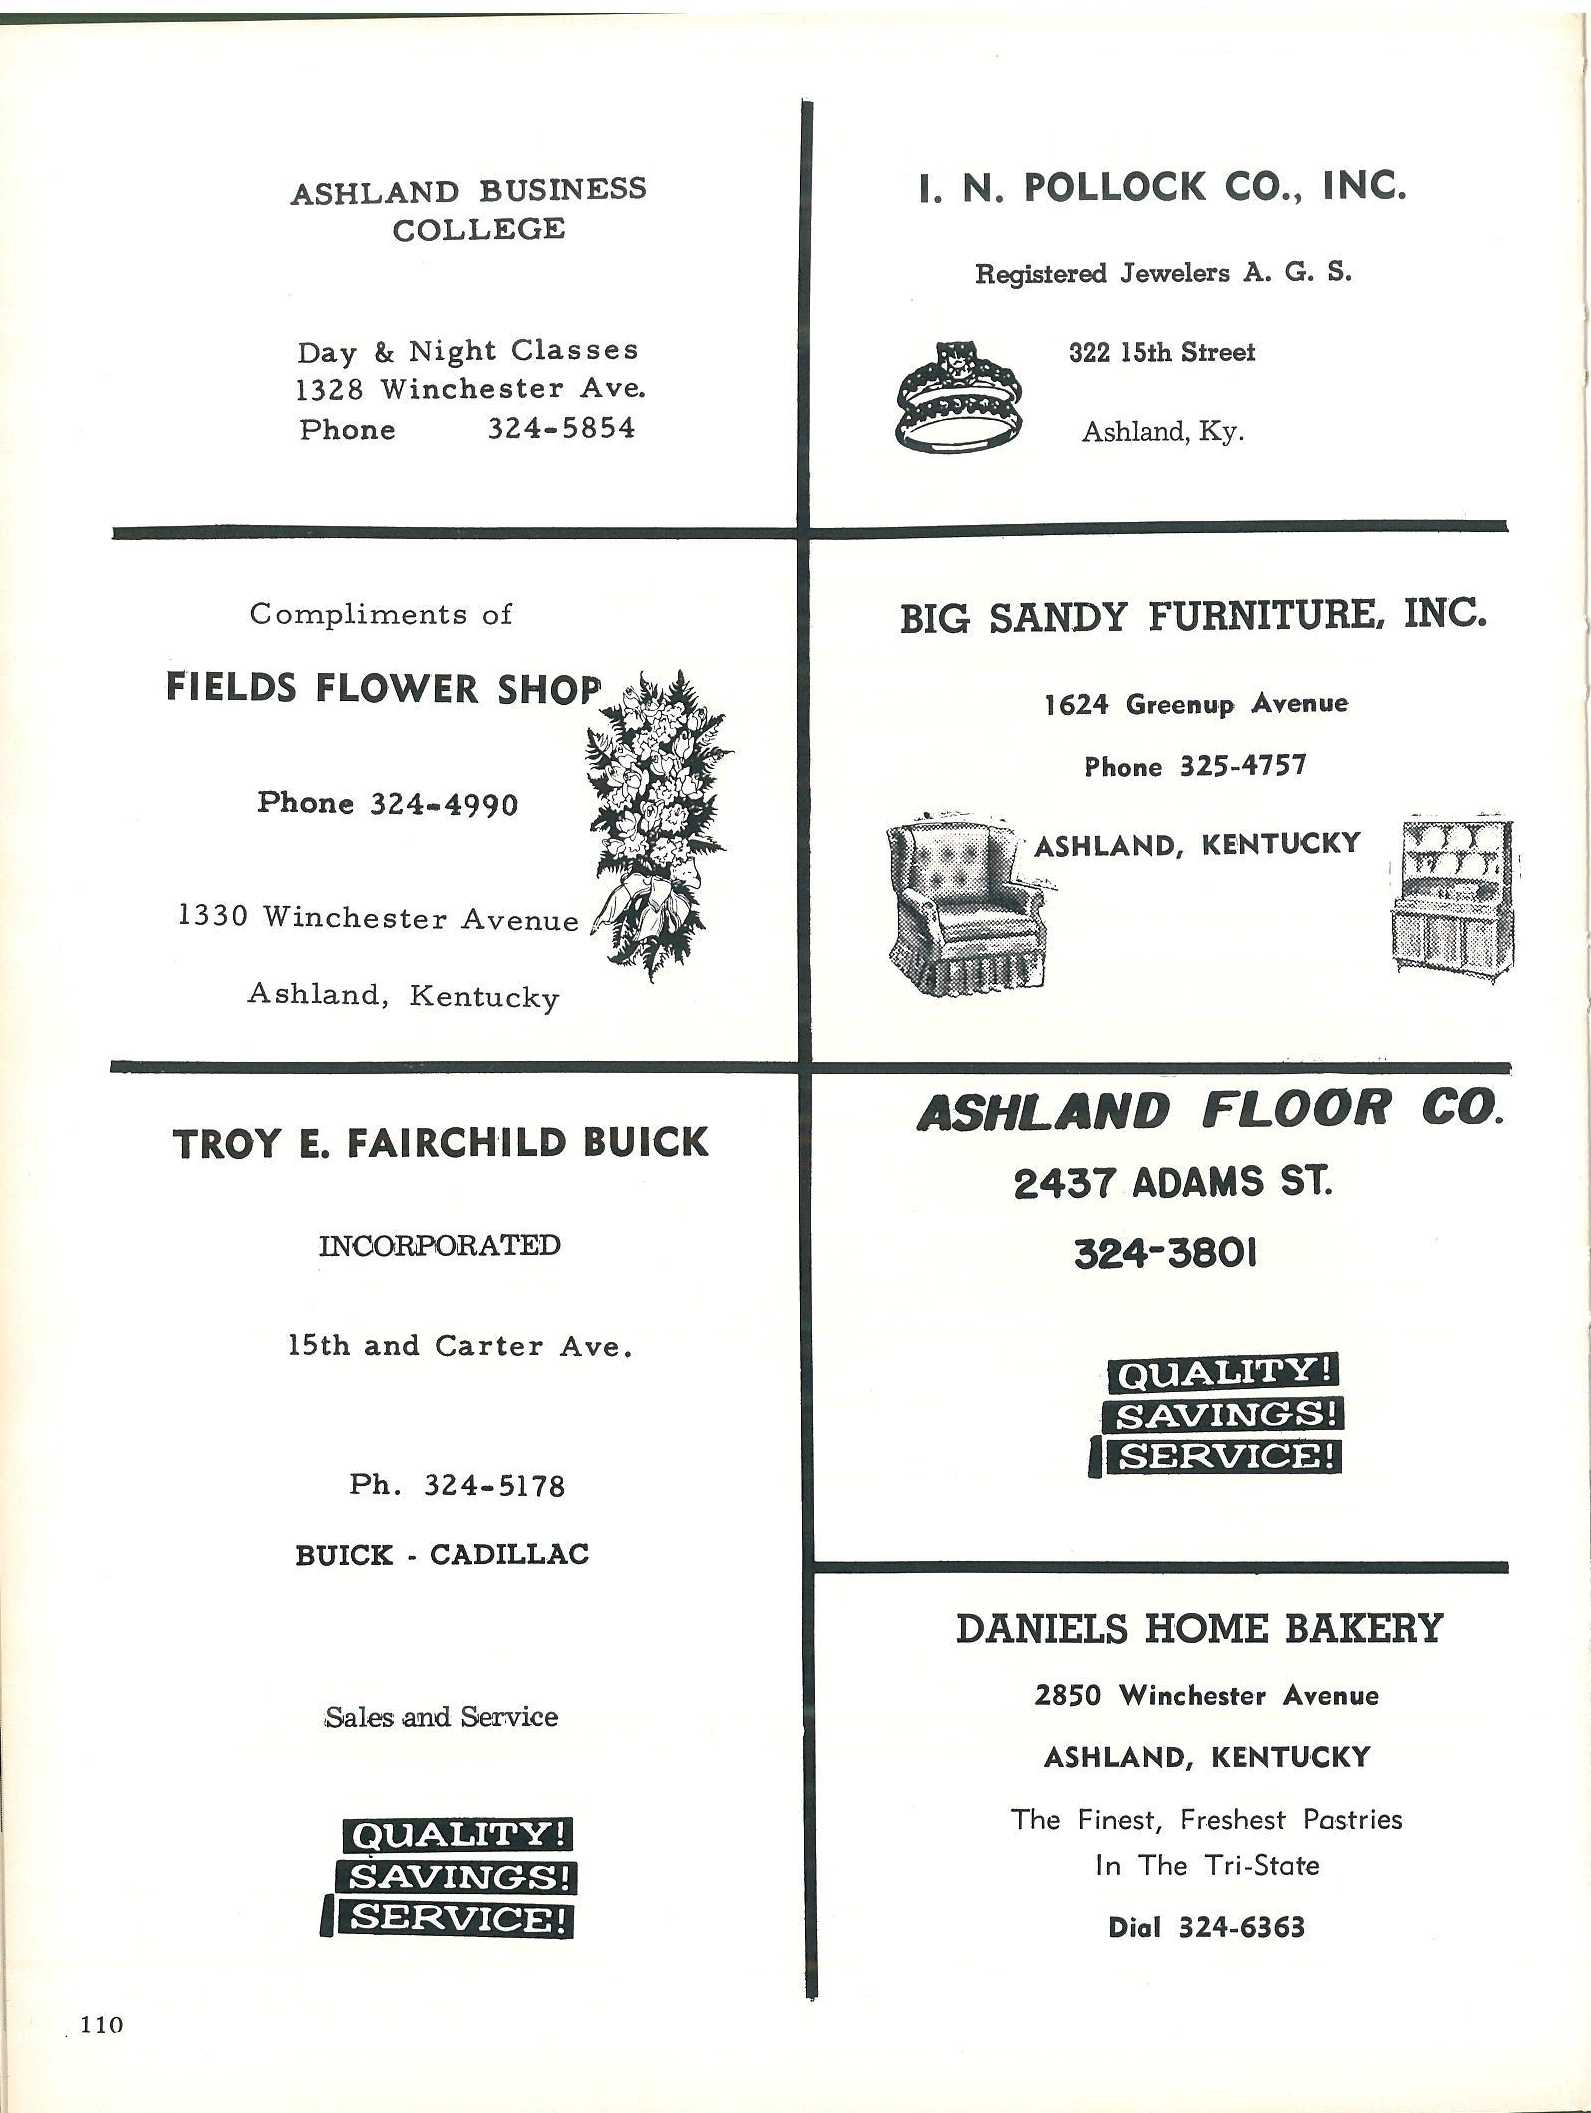 ASHLAND BUSINESS
COLLEGE
Day & Night Classes
1328 Winchester Ave.
Phone 324-5854
I. N. POLLOCK CO., INC.
Registered Jewelers A. G. S.
322 15th Street
Ashland, Ky.
Compliments of
FIELDS FLOWER SHOP
Phone 324-4990
1330 Winchester Avenue
Ashland, Kentucky
BIG SANDY FURNITURE, INC.
1624 Greenup Avenue
Phone 325-4757
ASHLAND, KENTUCKY
TROY E. FAIRCHILD BUICK
INCORPORATED
15th and Carter Ave.
Ph. 324-5178
BUICK - CADILLAC
Sales and Service
QUALITY!
SAVINGS!
SERVICE!
ASHLAND FLOOR CO.
2437 ADAMS ST.
324-3801
QUALITY!
SAVINGS!
SERVICE!
DANIELS HOME BAKERY
2850 Winchester Avenue
ASHLAND, KENTUCKY
The Finest, Freshest Pastries
In The Tri-State
Dial 324-6363
110